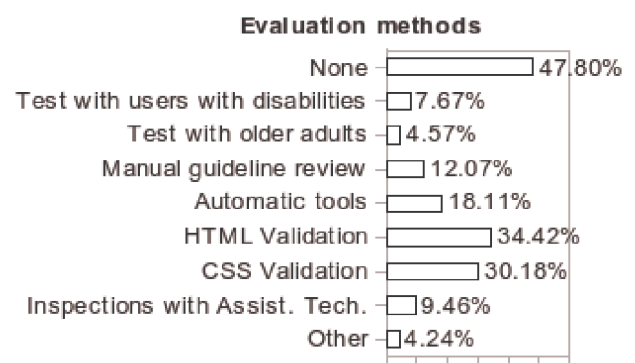 Evaluation methods
None 47.80%
Test with users with disabilities 7.67%
Test with older adults 4.57%
Manual guideline review 12.07%
Automatic tools 18.11%
HTML Validation 34.42%
CSS Validation 30.18%
Inspections with Assist. Tech. 9.46%
Other 4.24%